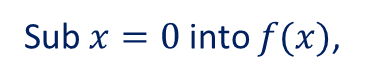 Sub x = 0 into f(x),